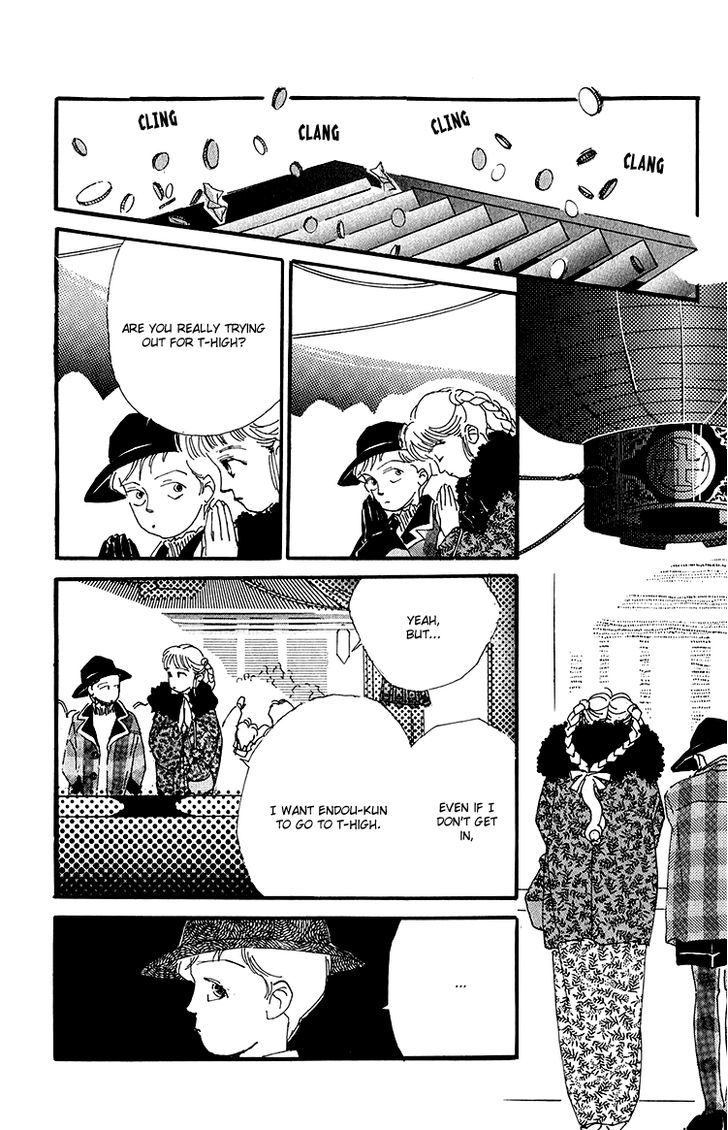 CLING
CLANG
CLING
CLANG
ARE YOU REALLY TRYING
OUT FOR T-HIGH?
YEAH,
BUT...
EVEN IF I
DON'T GET
IN,
I WANT ENDOU-KUN
TO GO TO T-HIGH.
...